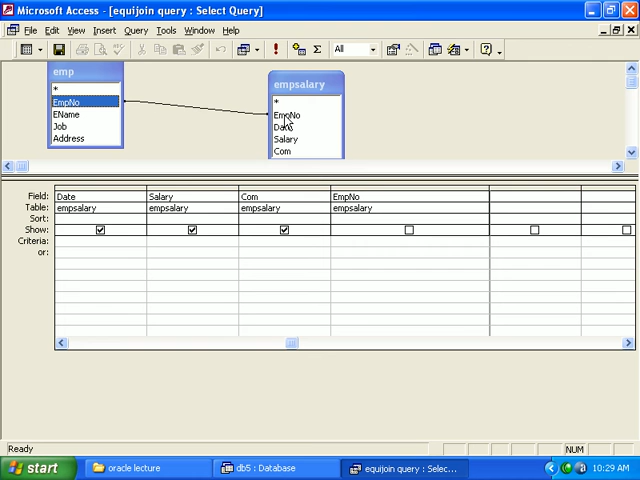 Microsoft Access - [equijoin query : Select Query]
File Edit View Insert Query Tools Window Help
All
emp
*
EmpNo
EName
Job
Address
empsalary
*
EmpNo
Date
Salary
Com
Field: Date Salary Com EmpNo
Table: empsalary empsalary empsalary empsalary
Sort:
Show:
Criteria:
or:
Ready NUM
start oracle lecture db5 : Database equijoin query : Selec... 10:29 AM